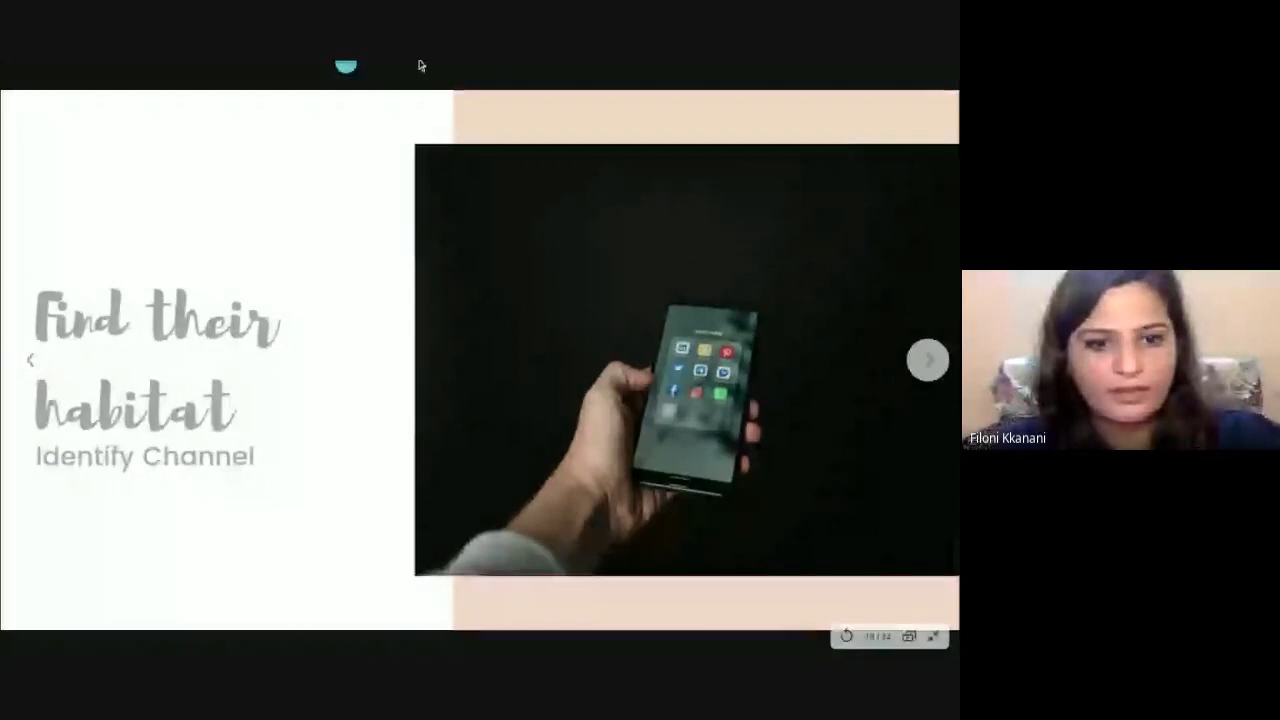 Find their
habitat
Identify Channel
Filoni Kkanani